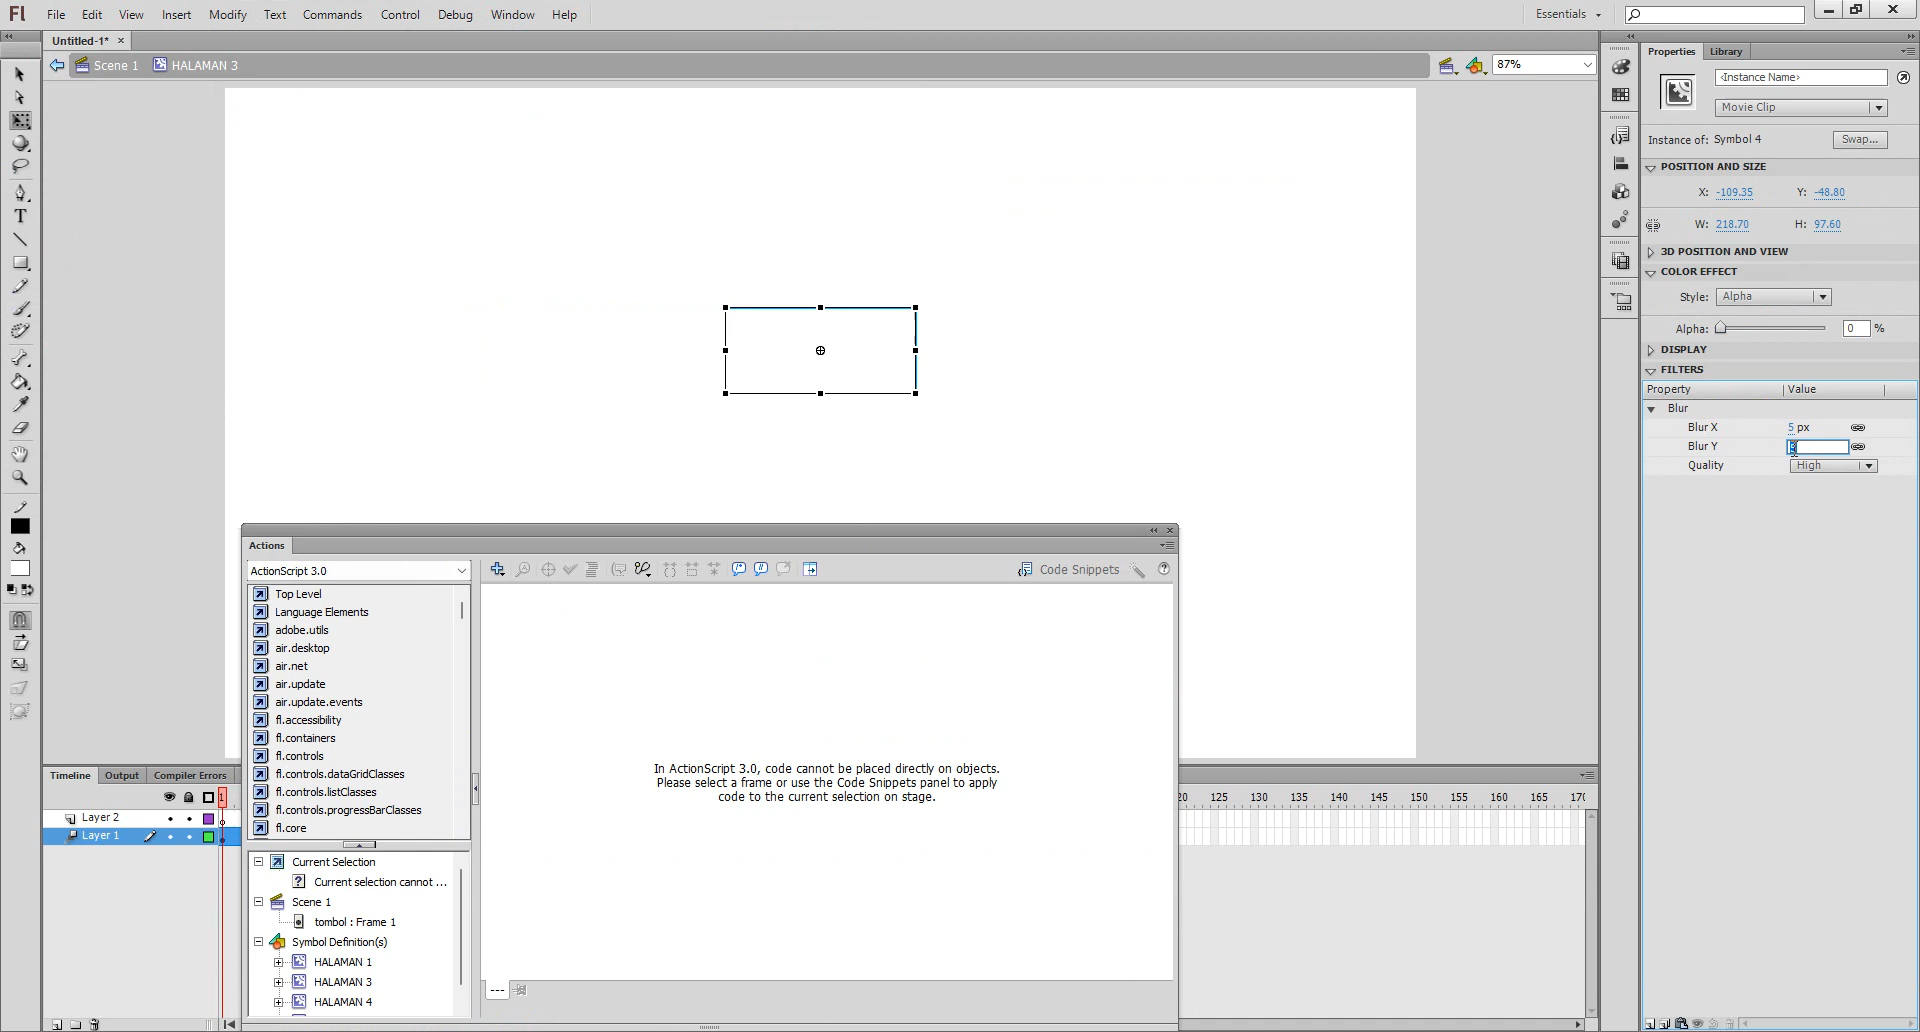 Fl File Edit View Insert Modify Text Commands Control Debug Window Help Essentials
Untitled-1*
Scene 1 HALAMAN 3 87%
Properties Library
<Instance Name>
Movie Clip
Instance of: Symbol 4 Swap...
POSITION AND SIZE
X: -109.35 Y: -48.80
W: 218.70 H: 97.60
3D POSITION AND VIEW
COLOR EFFECT
Style: Alpha
Alpha: 0 %
DISPLAY
FILTERS
Property Value
Blur
Blur X 5 px
Blur Y
Quality High
Actions
ActionScript 3.0
Code Snippets
Top Level
Language Elements
adobe.utils
air.desktop
air.net
air.update
air.update.events
fl.accessibility
fl.containers
fl.controls
fl.controls.dataGridClasses
fl.controls.listClasses
fl.controls.progressBarClasses
fl.core
In ActionScript 3.0, code cannot be placed directly on objects.
Please select a frame or use the Code Snippets panel to apply
code to the current selection on stage.
Current Selection
Current selection cannot ...
Scene 1
tombol : Frame 1
Symbol Definition(s)
HALAMAN 1
HALAMAN 3
HALAMAN 4
---
Timeline Output Compiler Errors
1 20 125 130 135 140 145 150 155 160 165 170
Layer 2
Layer 1